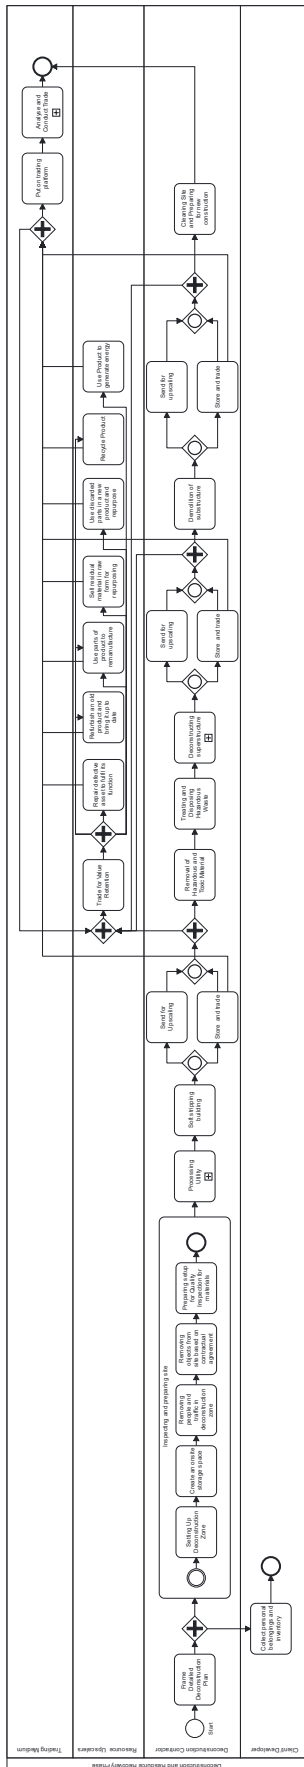 Deconstruction and Resource Recovery Phase
Trading Medium
Put on trading
platform
Analyse and
Conduct Trade
Resource Upscalers
Trade for Value
Retention
Repair defective
asset to fulfil its
function
Refurbish an old
product and
bring it up to
date
Use parts of
product to
remanufacture
Sell residual
material in raw
form for
repurposing
Use discarded
parts in a new
product and
repurpose
Recycle Product
Use Product to
generate energy
Deconstruction Contractor
Start
Frame
Detailed
Deconstruction
Plan
Inspecting and preparing site
Setting Up
Deconstruction
Zone
Create an onsite
storage space
Removing
people and
traffic in
deconstruction
zone
Removing
objects from
site based on
contractual
agreement
Preparing setup
for Quality
Inspection for
materials
Processing
Utility
Soft stripping
building
Send for
Upscaling
Store and trade
Removal of
Hazardous and
Toxic Material
Treating and
Disposing
Hazardous
Waste
Deconstructing
superstructure
Send for
upscaling
Store and trade
Demolition of
substructure
Send for
upscaling
Store and trade
Cleaning Site
and Preparing
for new
construction
Client/Developer
Collect personal
belongings and
inventory